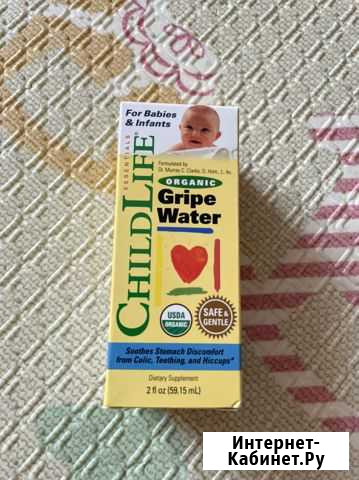 For Babies
& Infants
ESSENTIALS
CHILDLIFE®
Formulated by
Dr. Murray C. Clarke, D. Hom., L. Ac.
ORGANIC
Gripe
Water
USDA
ORGANIC
SAFE &
GENTLE
Soothes Stomach Discomfort
from Colic, Teething, and Hiccups*
Dietary Supplement
2 fl oz (59.15 mL)
Интернет-
Кабинет.Ру